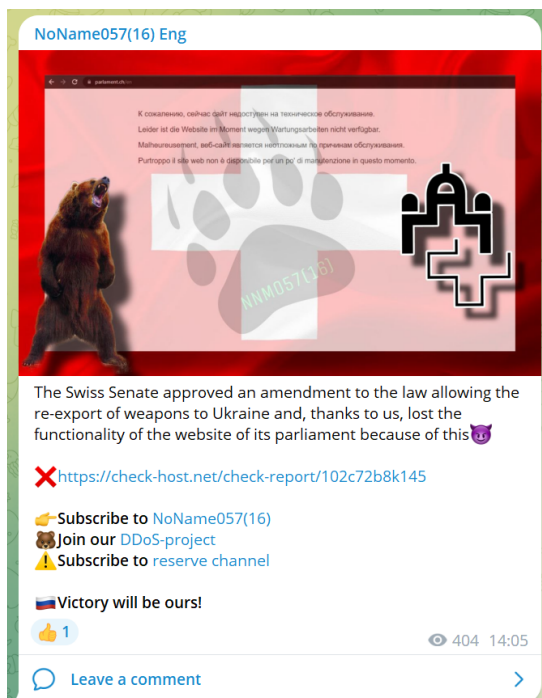 NoName057(16) Eng
parlament.ch/en
К сожалению, сейчас сайт недоступен на техническое обслуживание.
Leider ist die Website im Moment wegen Wartungsarbeiten nicht verfügbar.
Malheureusement, веб-сайт является неотложным по причинам обслуживания.
Purtroppo il site web non è disponibile per un po' di manutenzione in questo momento.
NNM057(16)
The Swiss Senate approved an amendment to the law allowing the
re-export of weapons to Ukraine and, thanks to us, lost the
functionality of the website of its parliament because of this😈
❌https://check-host.net/check-report/102c72b8k145
👉Subscribe to NoName057(16)
🐻Join our DDoS-project
⚠️Subscribe to reserve channel
🇷🇺Victory will be ours!
👍 1
404 14:05
Leave a comment